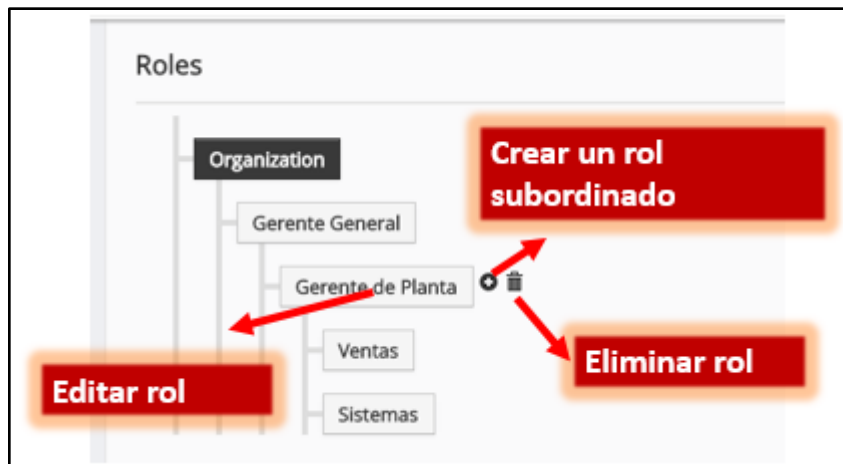 Roles
Organization
Crear un rol
subordinado
Gerente General
Gerente de Planta
Ventas
Eliminar rol
Editar rol
Sistemas